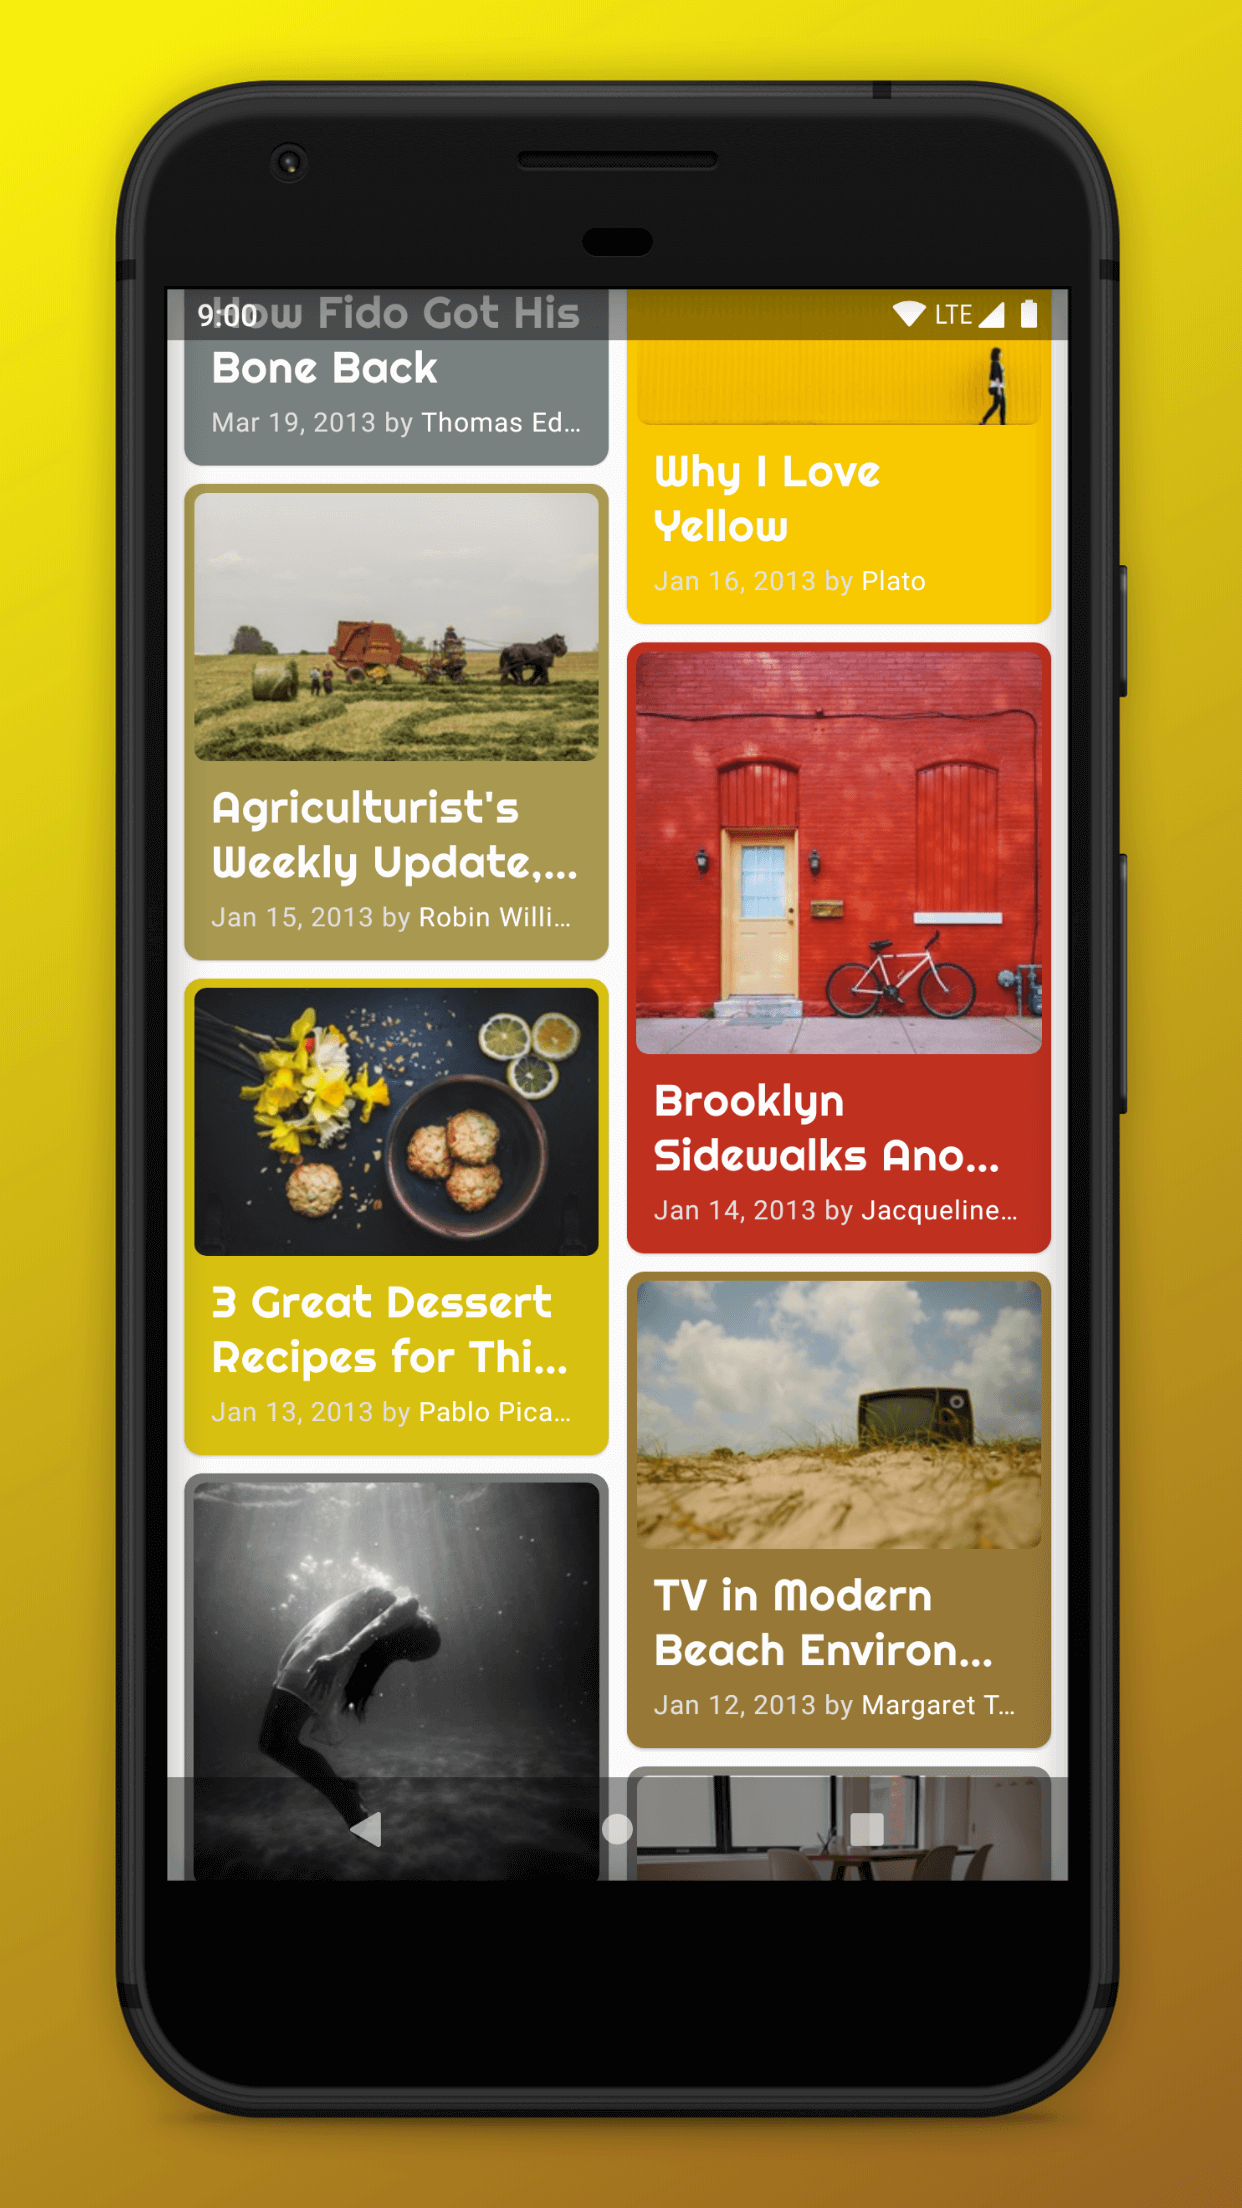 9:00
LTE
How Fido Got His
Bone Back
Mar 19, 2013 by Thomas Ed...
Agriculturist's
Weekly Update,...
Jan 15, 2013 by Robin Willi...
3 Great Dessert
Recipes for Thi...
Jan 13, 2013 by Pablo Pica...
Why I Love
Yellow
Jan 16, 2013 by Plato
Brooklyn
Sidewalks Ano...
Jan 14, 2013 by Jacqueline...
TV in Modern
Beach Environ...
Jan 12, 2013 by Margaret T...